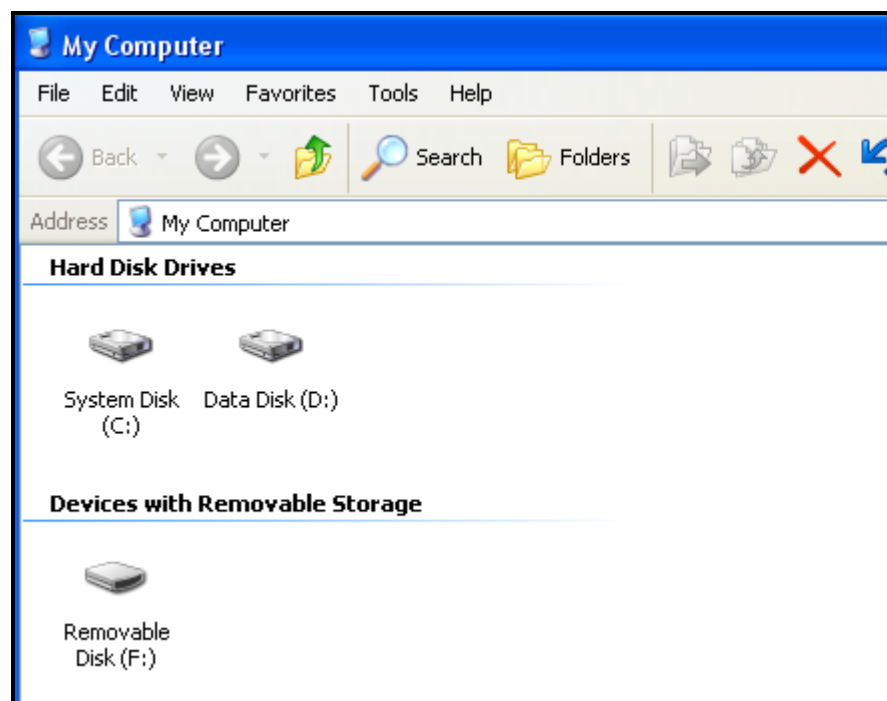 My Computer
File Edit View Favorites Tools Help
Back Search Folders
Address My Computer
Hard Disk Drives
System Disk (C:)
Data Disk (D:)
Devices with Removable Storage
Removable Disk (F:)